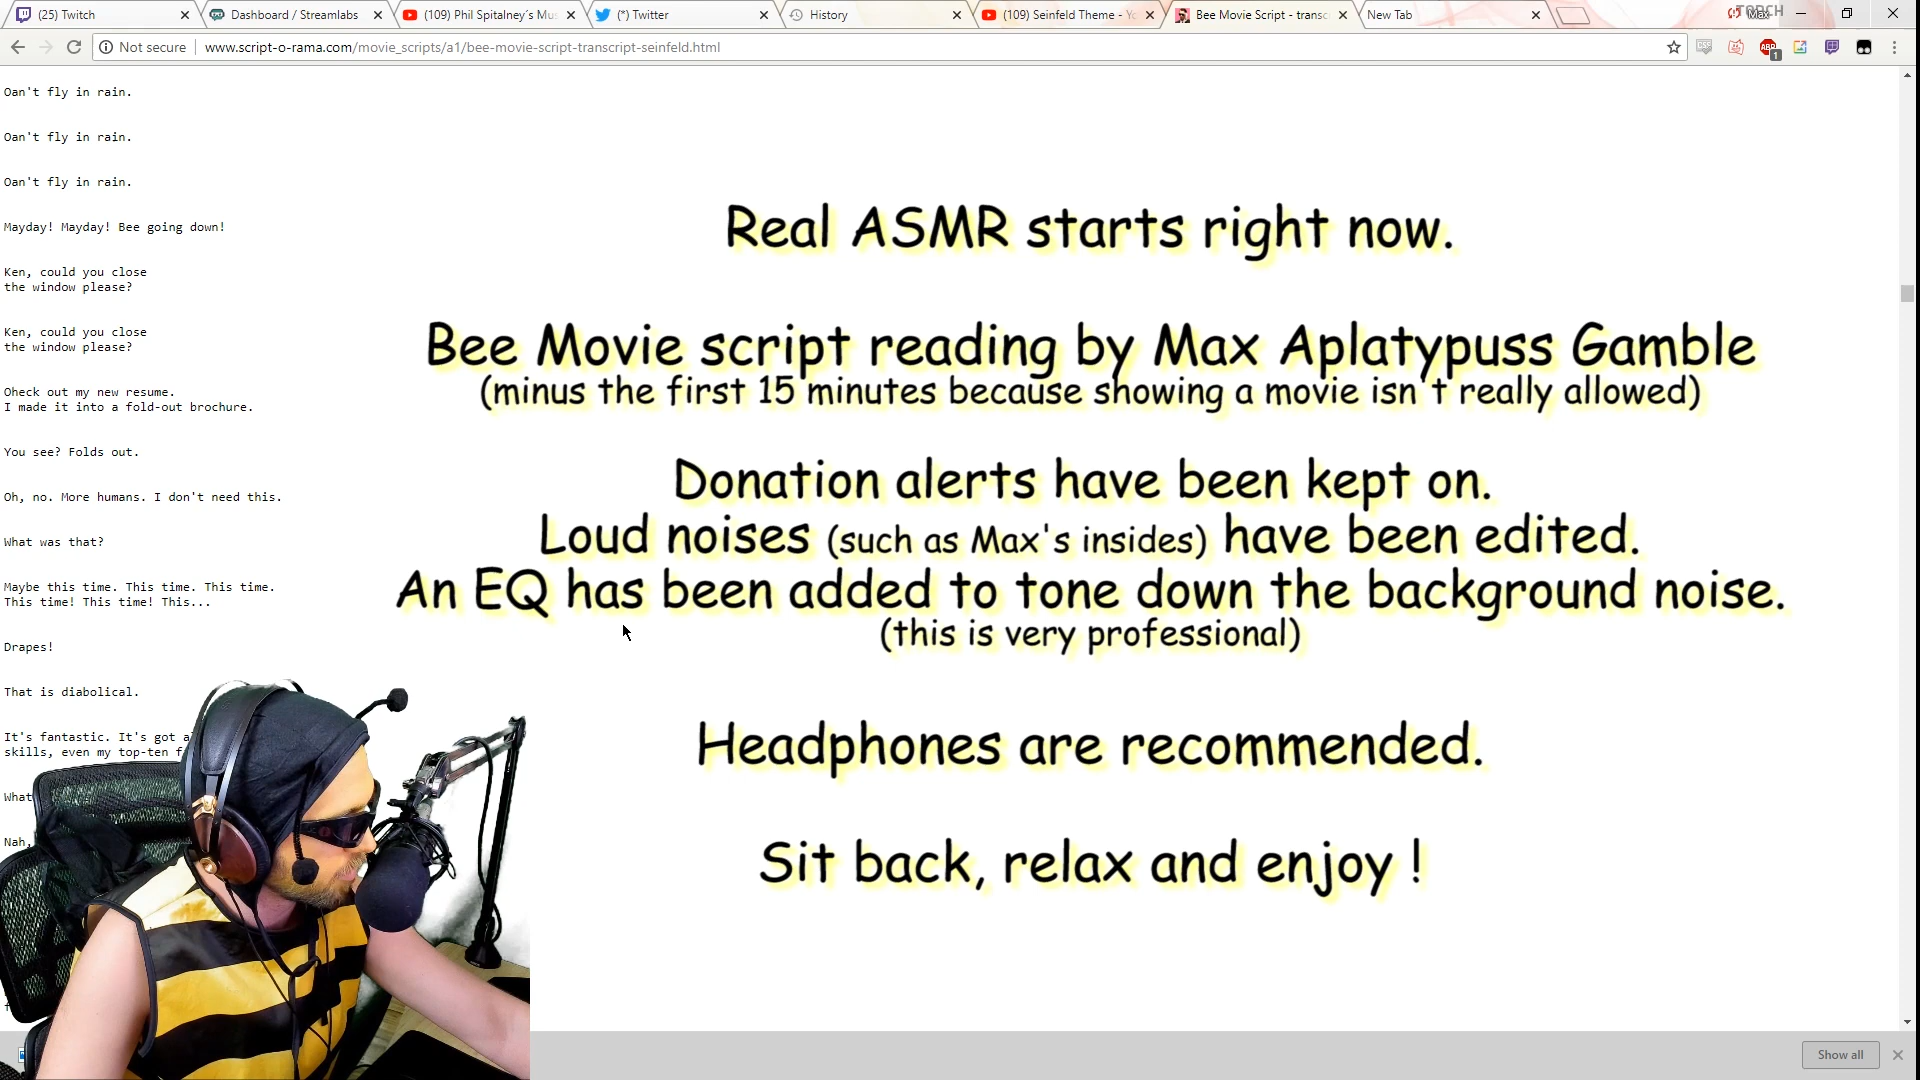 (25) Twitch
Dashboard / Streamlabs
(109) Phil Spitalney's Mu
(*) Twitter
History
(109) Seinfeld Theme - Yo
Bee Movie Script - transc
New Tab
Not secure
www.script-o-rama.com/movie_scripts/a1/bee-movie-script-transcript-seinfeld.html
ABP
1
Oan't fly in rain.
Oan't fly in rain.
Oan't fly in rain.
Mayday! Mayday! Bee going down!
Ken, could you close
the window please?
Ken, could you close
the window please?
Oheck out my new resume.
I made it into a fold-out brochure.
You see? Folds out.
Oh, no. More humans. I don't need this.
What was that?
Maybe this time. This time. This time.
This time! This time! This...
Drapes!
That is diabolical.
It's fantastic. It's got a
skills, even my top-ten f
What
Nah,
Real ASMR starts right now.
Bee Movie script reading by Max Aplatypuss Gamble
(minus the first 15 minutes because showing a movie isn't really allowed)
Donation alerts have been kept on.
Loud noises (such as Max's insides) have been edited.
An EQ has been added to tone down the background noise.
(this is very professional)
Headphones are recommended.
Sit back, relax and enjoy !
Show all